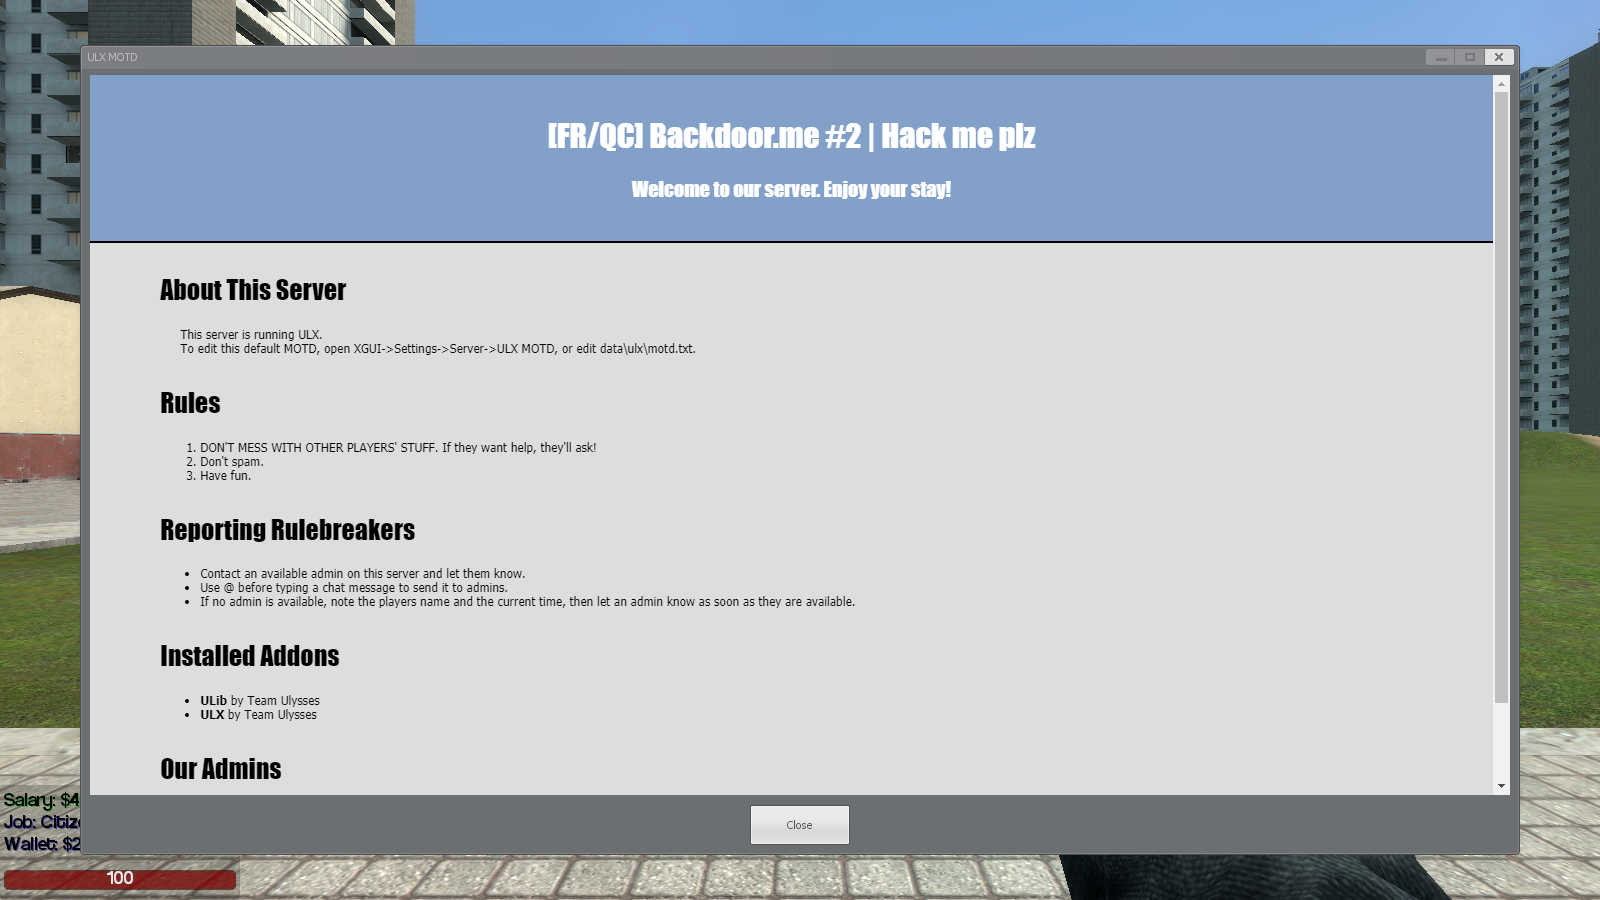 ULX MOTD
[FR/QC] Backdoor.me #2 | Hack me plz
Welcome to our server. Enjoy your stay!
About This Server
This server is running ULX.
To edit this default MOTD, open XGUI->Settings->Server->ULX MOTD, or edit data\ulx\motd.txt.
Rules
1. DON'T MESS WITH OTHER PLAYERS' STUFF. If they want help, they'll ask!
2. Don't spam.
3. Have fun.
Reporting Rulebreakers
• Contact an available admin on this server and let them know.
• Use @ before typing a chat message to send it to admins.
• If no admin is available, note the players name and the current time, then let an admin know as soon as they are available.
Installed Addons
• ULib by Team Ulysses
• ULX by Team Ulysses
Our Admins
Close
Salary: $4
Job: Citiz
Wallet: $2
100